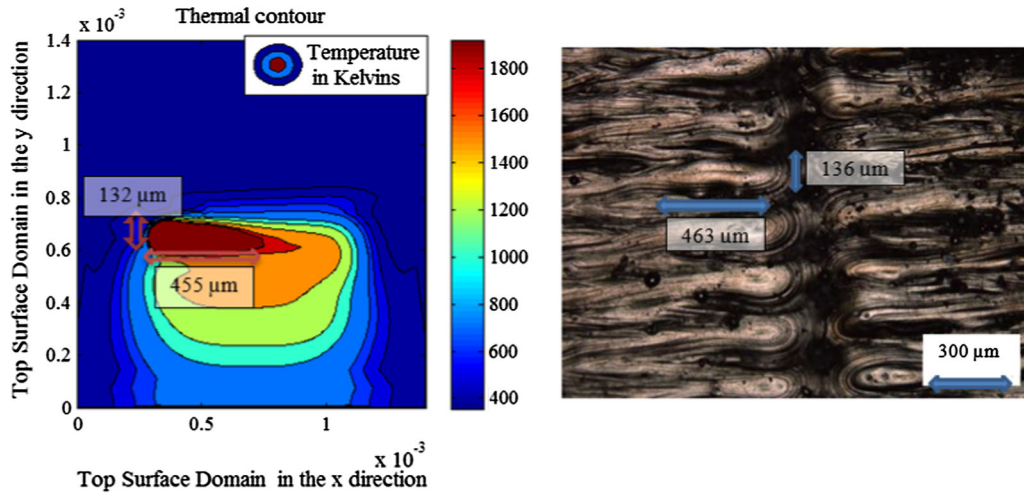 x 10⁻³
Thermal contour
Temperature
in Kelvins
1.4
1.2
1
0.8
0.6
0.4
0.2
0
0
0.5
1
x 10⁻³
Top Surface Domain in the y direction
Top Surface Domain in the x direction
132 µm
455 µm
1800
1600
1400
1200
1000
800
600
400
136 µm
463 µm
300 µm